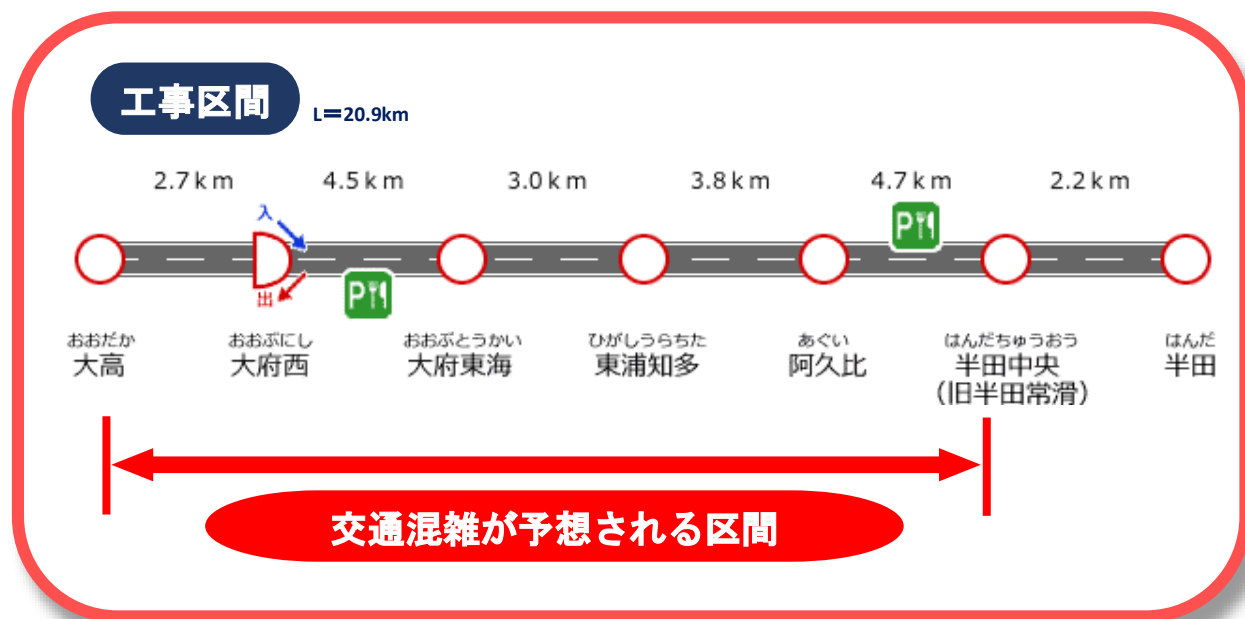 工事区間
L=20.9km
2.7km 4.5km 3.0km 3.8km 4.7km 2.2km
入
P
出
P
おおだか おおぶにし おおぶとうかい ひがしうらちた あぐい はんだちゅうおう はんだ
大高 大府西 大府東海 東浦知多 阿久比 半田中央 半田
(旧半田常滑)
交通混雑が予想される区間